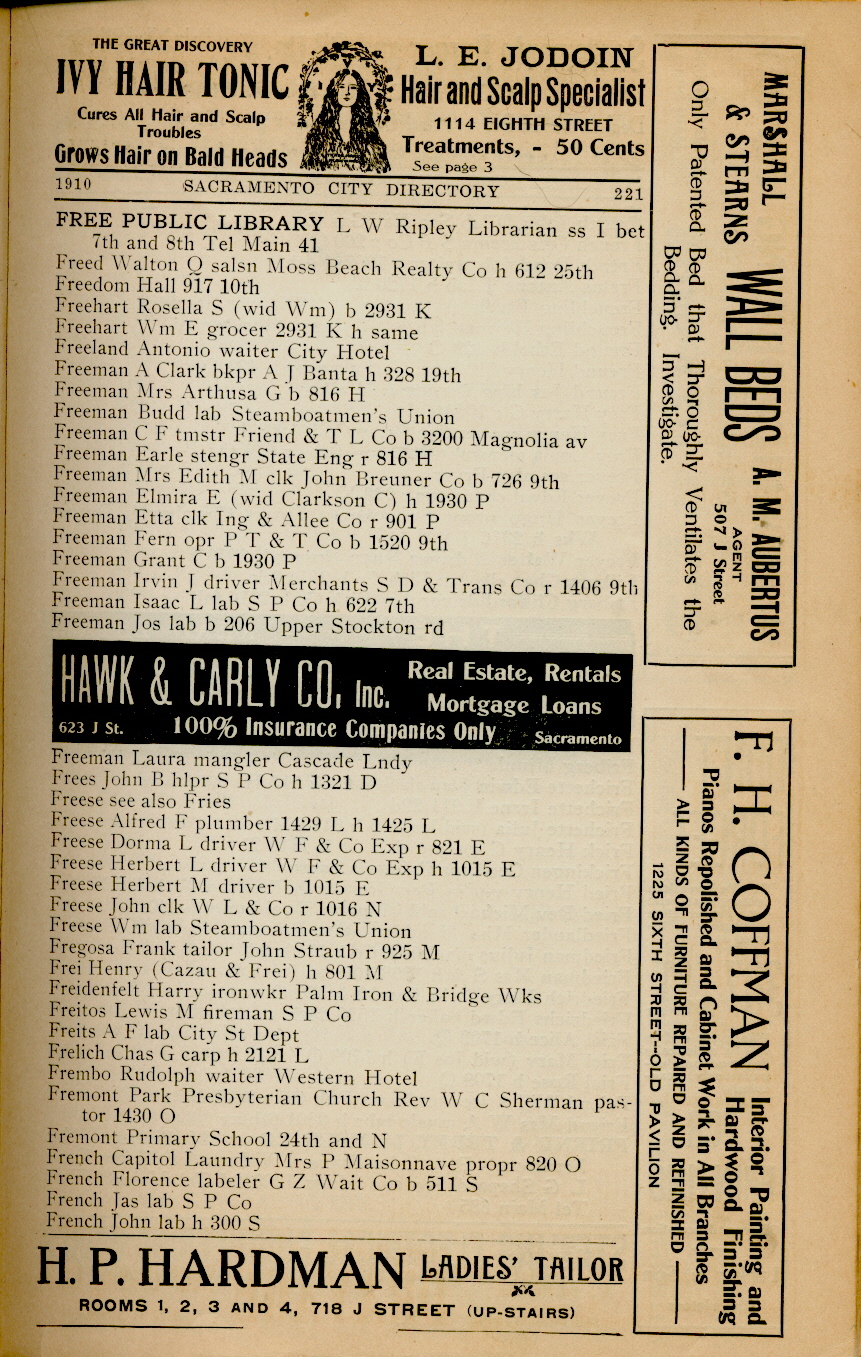 THE GREAT DISCOVERY
IVY HAIR TONIC
Cures All Hair and Scalp
Troubles
Grows Hair on Bald Heads
L. E. JODOIN
Hair and Scalp Specialist
1114 EIGHTH STREET
Treatments, - 50 Cents
See page 3
1910 SACRAMENTO CITY DIRECTORY 221
FREE PUBLIC LIBRARY L W Ripley Librarian ss I bet
7th and 8th Tel Main 41
Freed Walton Q salsn Moss Beach Realty Co h 612 25th
Freedom Hall 917 10th
Freehart Rosella S (wid Wm) b 2931 K
Freehart Wm E grocer 2931 K h same
Freeland Antonio waiter City Hotel
Freeman A Clark bkpr A J Banta h 328 19th
Freeman Mrs Arthusa G b 816 H
Freeman Budd lab Steamboatmen's Union
Freeman C F tmstr Friend & T L Co b 3200 Magnolia av
Freeman Earle stengr State Eng r 816 H
Freeman Mrs Edith M clk John Breuner Co b 726 9th
Freeman Elmira E (wid Clarkson C) h 1930 P
Freeman Etta clk Ing & Allee Co r 901 P
Freeman Fern opr P T & T Co b 1520 9th
Freeman Grant C b 1930 P
Freeman Irvin J driver Merchants S D & Trans Co r 1406 9th
Freeman Isaac L lab S P Co h 622 7th
Freeman Jos lab b 206 Upper Stockton rd
HAWK & CARLY CO, Inc.
Real Estate, Rentals
Mortgage Loans
623 J St. 100% Insurance Companies Only Sacramento
Freeman Laura mangler Cascade Lndy
Frees John B hlpr S P Co h 1321 D
Freese see also Fries
Freese Alfred F plumber 1429 L h 1425 L
Freese Dorma L driver W F & Co Exp r 821 E
Freese Herbert L driver W F & Co Exp h 1015 E
Freese Herbert M driver b 1015 E
Freese John clk W L & Co r 1016 N
Freese Wm lab Steamboatmen's Union
Fregosa Frank tailor John Straub r 925 M
Frei Henry (Cazau & Frei) h 801 M
Freidenfelt Harry ironwkr Palm Iron & Bridge Wks
Freitos Lewis M fireman S P Co
Freits A F lab City St Dept
Frelich Chas G carp h 2121 L
Frembo Rudolph waiter Western Hotel
Fremont Park Presbyterian Church Rev W C Sherman pas-
tor 1430 O
Fremont Primary School 24th and N
French Capitol Laundry Mrs P Maisonnave propr 820 O
French Florence labeler G Z Wait Co b 511 S
French Jas lab S P Co
French John lab h 300 S
H. P. HARDMAN LADIES' TAILOR
ROOMS 1, 2, 3 AND 4, 718 J STREET (UP-STAIRS)
MARSHALL
& STEARNS WALL BEDS A. M. AUBERTUS
AGENT
507 J Street
Only Patented Bed that Thoroughly Ventilates the
Bedding. Investigate.
F. H. COFFMAN
Interior Painting and
Hardwood Finishing
Pianos Repolished and Cabinet Work in All Branches
ALL KINDS OF FURNITURE REPAIRED AND REFINISHED
1225 SIXTH STREET--OLD PAVILION